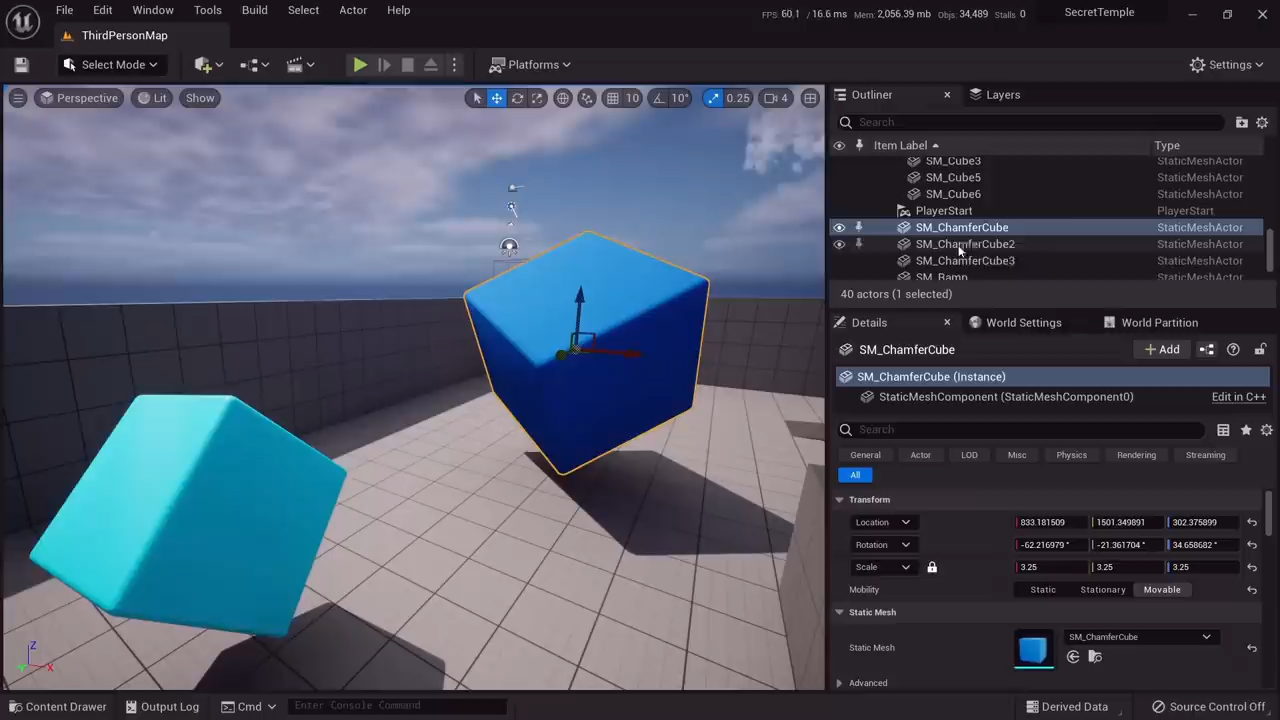 File Edit Window Tools Build Select Actor Help
FPS: 60.1 / 16.6 ms Mem: 2,056.39 mb Objs: 34,489 Stalls: 0
SecretTemple
ThirdPersonMap
Select Mode
Platforms
Settings
Perspective Lit Show
10 10° 0.25 4
Outliner Layers
Search...
Item Label Type
SM_Cube3 StaticMeshActor
SM_Cube5 StaticMeshActor
SM_Cube6 StaticMeshActor
PlayerStart PlayerStart
SM_ChamferCube StaticMeshActor
SM_ChamferCube2 StaticMeshActor
SM_ChamferCube3 StaticMeshActor
SM_Ramp StaticMeshActor
40 actors (1 selected)
Details World Settings World Partition
SM_ChamferCube
Add
SM_ChamferCube (Instance)
StaticMeshComponent (StaticMeshComponent0) Edit in C++
Search
General Actor LOD Misc Physics Rendering Streaming
All
Transform
Location 833.181509 1501.349891 302.375899
Rotation -62.216979° -21.361704° 34.658682°
Scale 3.25 3.25 3.25
Mobility Static Stationary Movable
Static Mesh
Static Mesh SM_ChamferCube
Advanced
Z
Y X
Content Drawer Output Log Cmd Enter Console Command
Derived Data Source Control Off